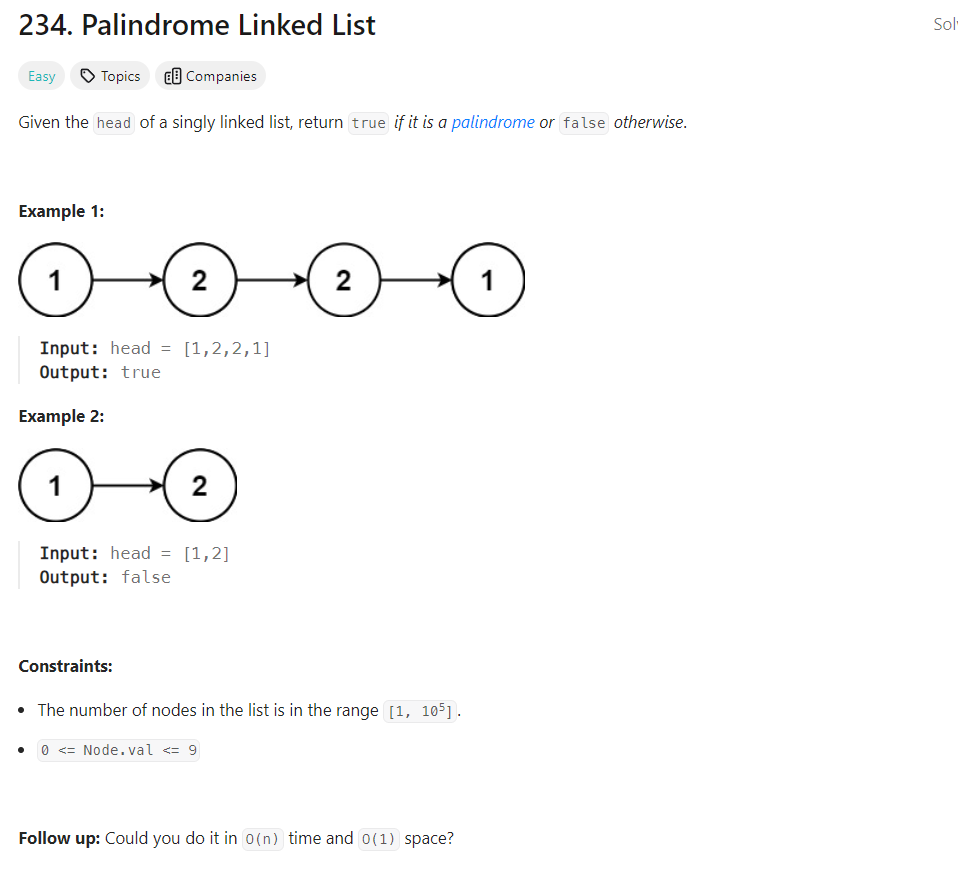 234. Palindrome Linked List
Sol
Easy Topics Companies
Given the head of a singly linked list, return true if it is a palindrome or false otherwise.
Example 1:
1 2 2 1
Input: head = [1,2,2,1]
Output: true
Example 2:
1 2
Input: head = [1,2]
Output: false
Constraints:
• The number of nodes in the list is in the range [1, 10⁵].
• 0 <= Node.val <= 9
Follow up: Could you do it in O(n) time and O(1) space?